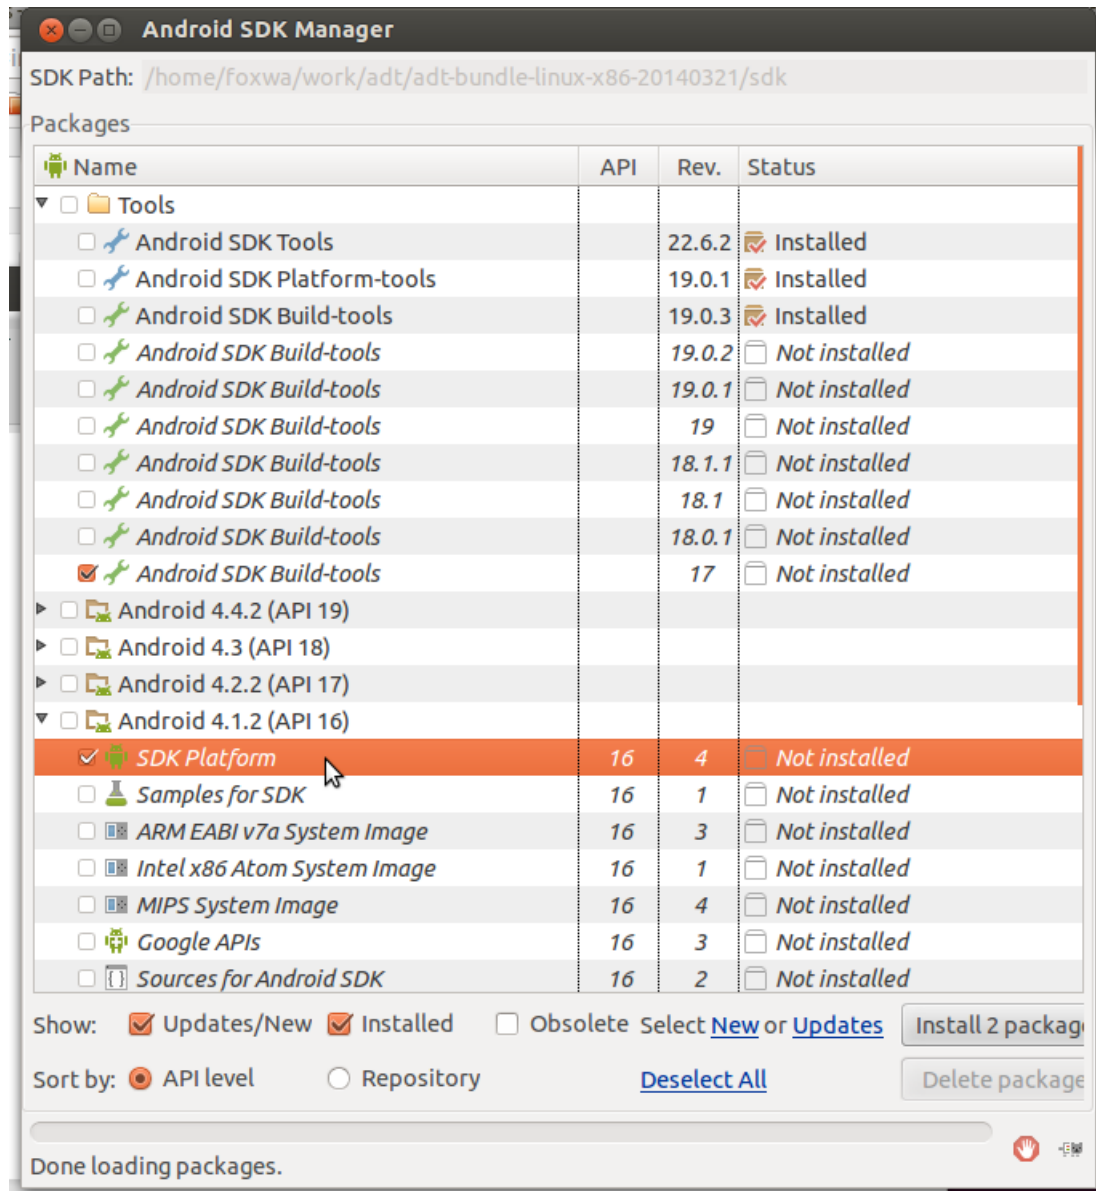 Android SDK Manager
SDK Path: /home/foxwa/work/adt/adt-bundle-linux-x86-20140321/sdk
Packages
Name API Rev. Status
Tools
Android SDK Tools 22.6.2 Installed
Android SDK Platform-tools 19.0.1 Installed
Android SDK Build-tools 19.0.3 Installed
Android SDK Build-tools 19.0.2 Not installed
Android SDK Build-tools 19.0.1 Not installed
Android SDK Build-tools 19 Not installed
Android SDK Build-tools 18.1.1 Not installed
Android SDK Build-tools 18.1 Not installed
Android SDK Build-tools 18.0.1 Not installed
Android SDK Build-tools 17 Not installed
Android 4.4.2 (API 19)
Android 4.3 (API 18)
Android 4.2.2 (API 17)
Android 4.1.2 (API 16)
SDK Platform 16 4 Not installed
Samples for SDK 16 1 Not installed
ARM EABI v7a System Image 16 3 Not installed
Intel x86 Atom System Image 16 1 Not installed
MIPS System Image 16 4 Not installed
Google APIs 16 3 Not installed
Sources for Android SDK 16 2 Not installed
Show: Updates/New Installed Obsolete Select New or Updates Install 2 packag
Sort by: API level Repository Deselect All Delete package
Done loading packages.